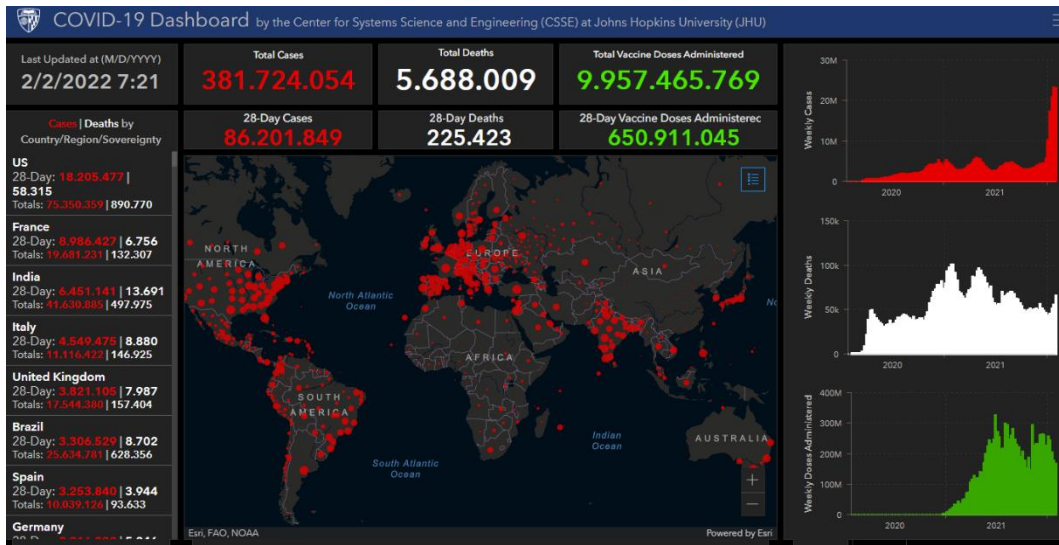 COVID-19 Dashboard by the Center for Systems Science and Engineering (CSSE) at Johns Hopkins University (JHU)
Last Updated at (M/D/YYYY)
2/2/2022 7:21
Total Cases
381.724.054
Total Deaths
5.688.009
Total Vaccine Doses Administered
9.957.465.769
28-Day Cases
86.201.849
28-Day Deaths
225.423
28-Day Vaccine Doses Administerec
650.911.045
Cases | Deaths by
Country/Region/Sovereignty
US
28-Day: 18.205.477 |
58.315
Totals: 75.350.359 | 890.770
France
28-Day: 8.986.427 | 6.756
Totals: 19.681.231 | 132.307
India
28-Day: 6.451.141 | 13.691
Totals: 41.630.885 | 497.975
Italy
28-Day: 4.549.475 | 8.880
Totals: 11.116.422 | 146.925
United Kingdom
28-Day: 3.821.105 | 7.987
Totals: 17.544.380 | 157.404
Brazil
28-Day: 3.306.529 | 8.702
Totals: 25.634.781 | 628.356
Spain
28-Day: 3.253.840 | 3.944
Totals: 10.039.126 | 93.633
Germany
NORTH
AMERICA
EUROPE
ASIA
North Atlantic
Ocean
AFRICA
SOUTH
AMERICA
Indian
Ocean
AUSTRALIA
South Atlantic
Ocean
+
−
Esri, FAO, NOAA
Powered by Esri
Weekly Cases
30M
20M
10M
0
2020
2021
Weekly Deaths
150k
100k
50k
0
2020
2021
Weekly Doses Administered
400M
300M
200M
100M
0
2020
2021